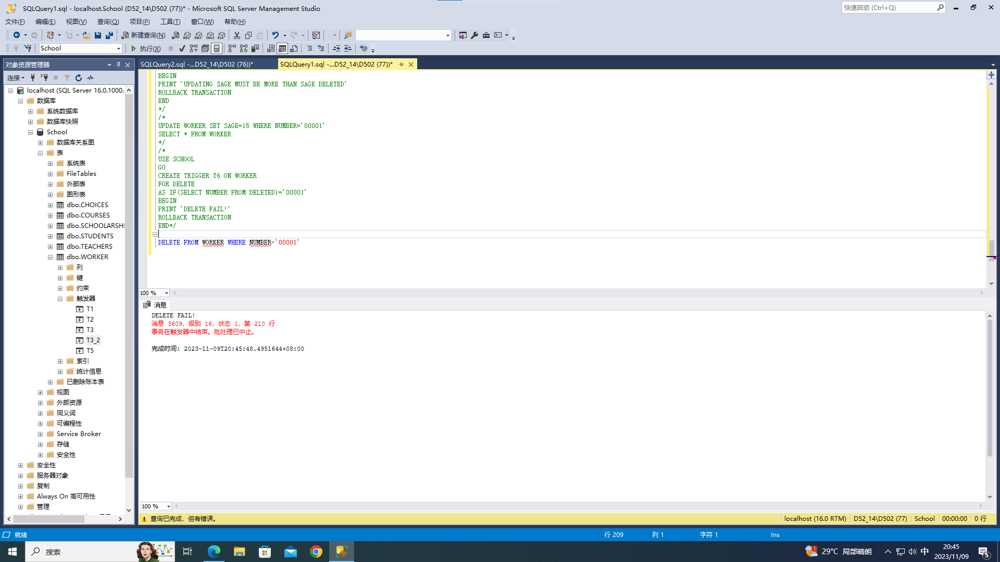 SQLQuery1.sql - localhost.School (D52_14\D502 (77))* - Microsoft SQL Server Management Studio
快速启动 (Ctrl+Q)
文件(F) 编辑(E) 视图(V) 查询(Q) 项目(P) 工具(T) 窗口(W) 帮助(H)
新建查询(N) MDX DMX XMLA DAX
School 执行(X)
对象资源管理器
SQLQuery2.sql -...D52_14\D502 (76))* SQLQuery1.sql -...D52_14\D502 (77))*
连接
localhost (SQL Server 16.0.1000.
数据库
系统数据库
数据库快照
School
数据库关系图
表
系统表
FileTables
外部表
图形表
dbo.CHOICES
dbo.COURSES
dbo.SCHOOLARSHI
dbo.STUDENTS
dbo.TEACHERS
dbo.WORKER
列
键
约束
触发器
T1
T2
T3
T3_2
T5
索引
统计信息
已删除账本表
视图
外部资源
同义词
可编程性
Service Broker
存储
安全性
安全性
服务器对象
复制
Always On 高可用性
管理
BEGIN
PRINT 'UPDATING SAGE MUST BE MORE THAN SAGE DELETED'
ROLLBACK TRANSACTION
END
*/
/*
UPDATE WORKER SET SAGE=15 WHERE NUMBER='00001'
SELECT * FROM WORKER
*/
/*
USE SCHOOL
GO
CREATE TRIGGER T6 ON WORKER
FOR DELETE
AS IF(SELECT NUMBER FROM DELETED)='00001'
BEGIN
PRINT 'DELETE FAIL!'
ROLLBACK TRANSACTION
END*/
DELETE FROM WORKER WHERE NUMBER='00001'
100 %
消息
DELETE FAIL!
消息 3609，级别 16，状态 1，第 210 行
事务在触发器中结束。批处理已中止。
完成时间: 2023-11-09T20:45:48.4951644+08:00
100 %
查询已完成，但有错误。 localhost (16.0 RTM) D52_14\D502 (77) School 00:00:00 0 行
就绪 行 209 列 1 字符 1 Ins
搜索 1 29°C 局部晴朗 中 20:45 5
2023/11/09